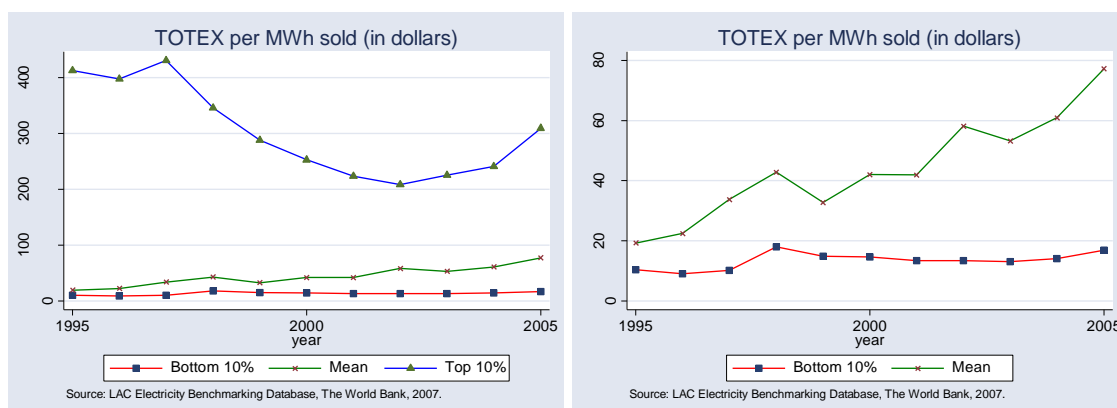 TOTEX per MWh sold (in dollars)
400
300
200
100
0
1995
2000
2005
year
Bottom 10%
Mean
Top 10%
Source: LAC Electricity Benchmarking Database, The World Bank, 2007.
TOTEX per MWh sold (in dollars)
80
60
40
20
0
1995
2000
2005
year
Bottom 10%
Mean
Source: LAC Electricity Benchmarking Database, The World Bank, 2007.